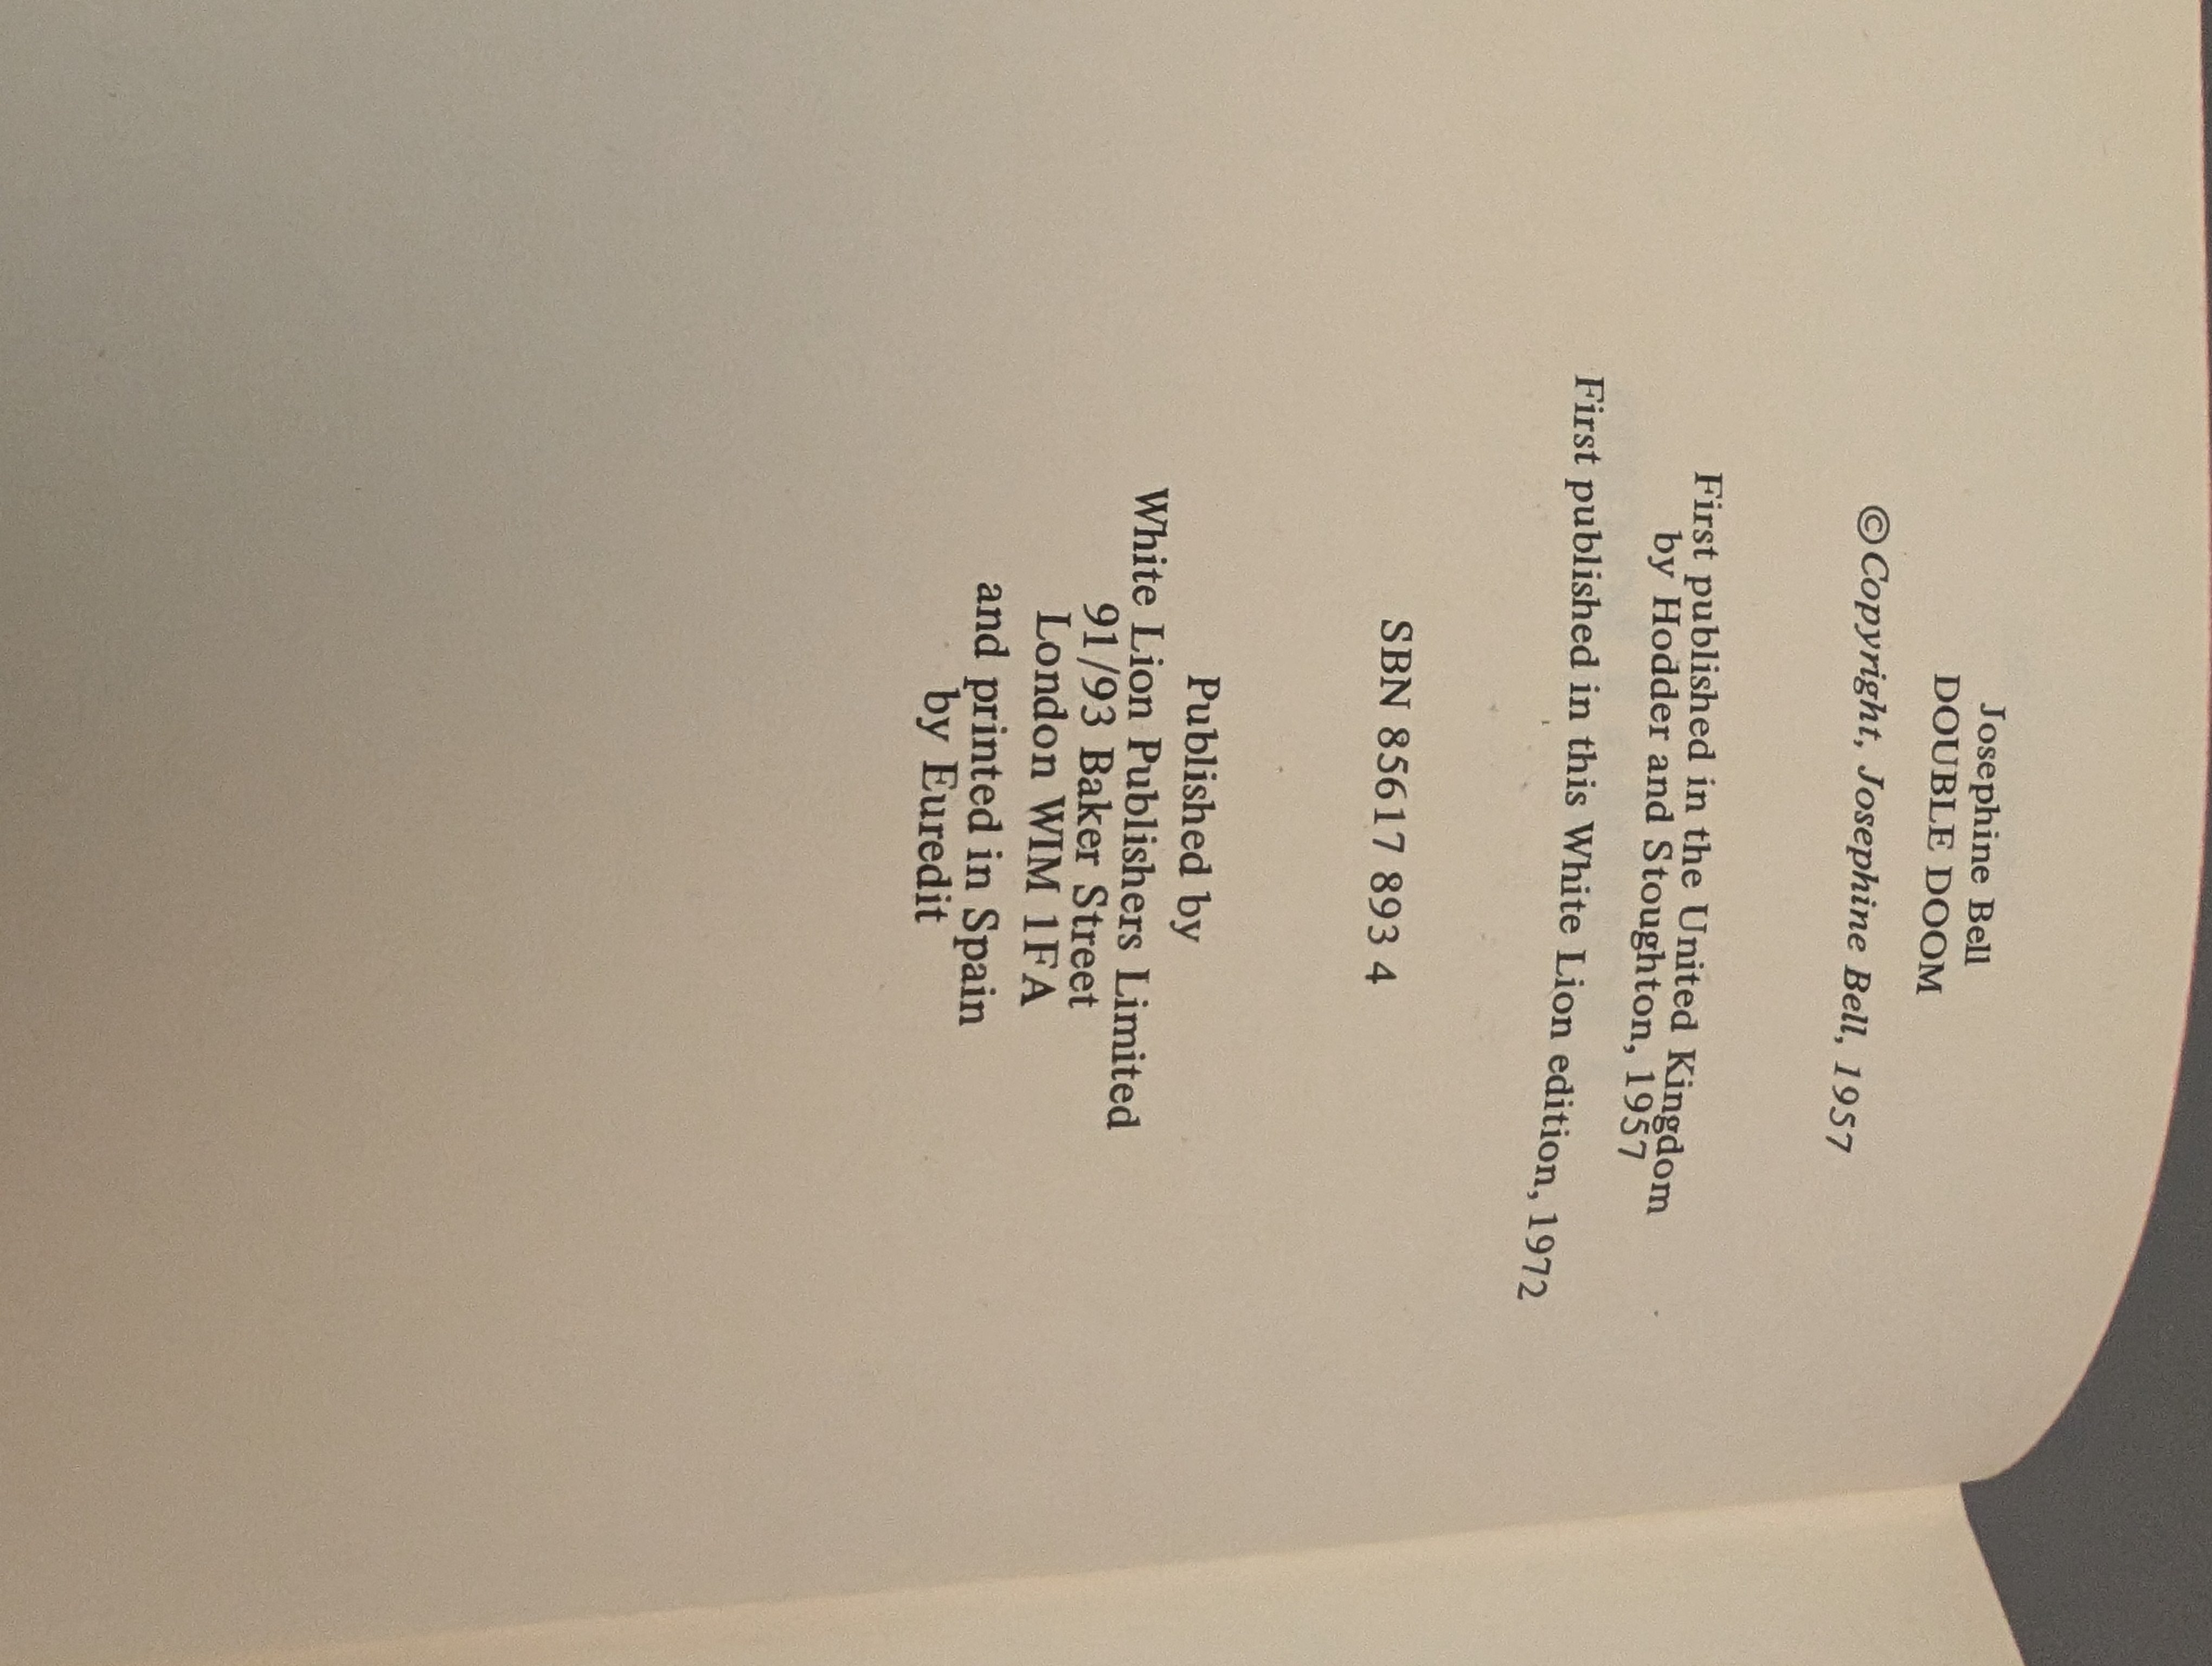 Josephine Bell
DOUBLE DOOM
© Copyright, Josephine Bell, 1957
First published in the United Kingdom
by Hodder and Stoughton, 1957
First published in this White Lion edition, 1972
SBN 85617 893 4
Published by
White Lion Publishers Limited
91/93 Baker Street
London WIM 1FA
and printed in Spain
by Euredit